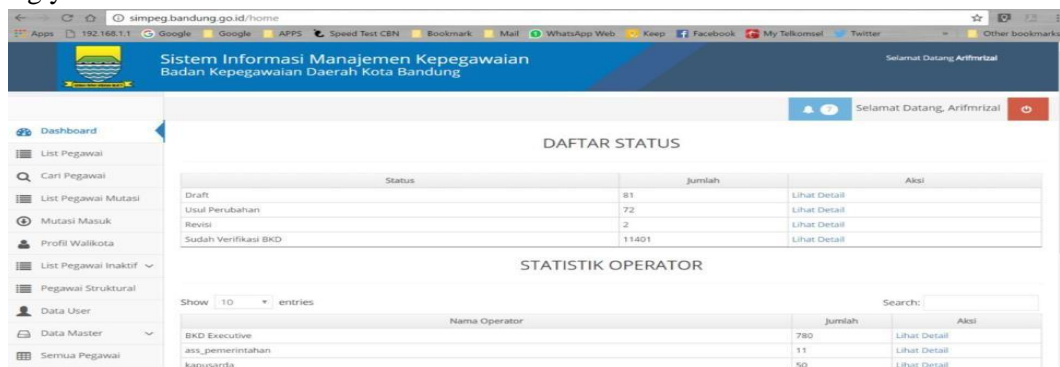 simpeg.bandung.go.id/home
Apps 192.168.1.1 Google Google APPS Speed Test CBN Bookmark Mail WhatsApp Web Keep Facebook My Telkomsel Twitter » Other bookmarks
Sistem Informasi Manajemen Kepegawaian
Badan Kepegawaian Daerah Kota Bandung
Selamat Datang Arifmrizal
7 Selamat Datang, Arifmrizal
Dashboard
List Pegawai
Cari Pegawai
List Pegawai Mutasi
Mutasi Masuk
Profil Walikota
List Pegawai Inaktif
Pegawai Struktural
Data User
Data Master
Semua Pegawai
DAFTAR STATUS
Status Jumlah Aksi
Draft 81 Lihat Detail
Usul Perubahan 72 Lihat Detail
Revisi 2 Lihat Detail
Sudah Verifikasi BKD 11401 Lihat Detail
STATISTIK OPERATOR
Show 10 entries Search:
Nama Operator Jumlah Aksi
BKD Executive 780 Lihat Detail
ass_pemerintahan 11 Lihat Detail
kapusarda 50 Lihat Detail